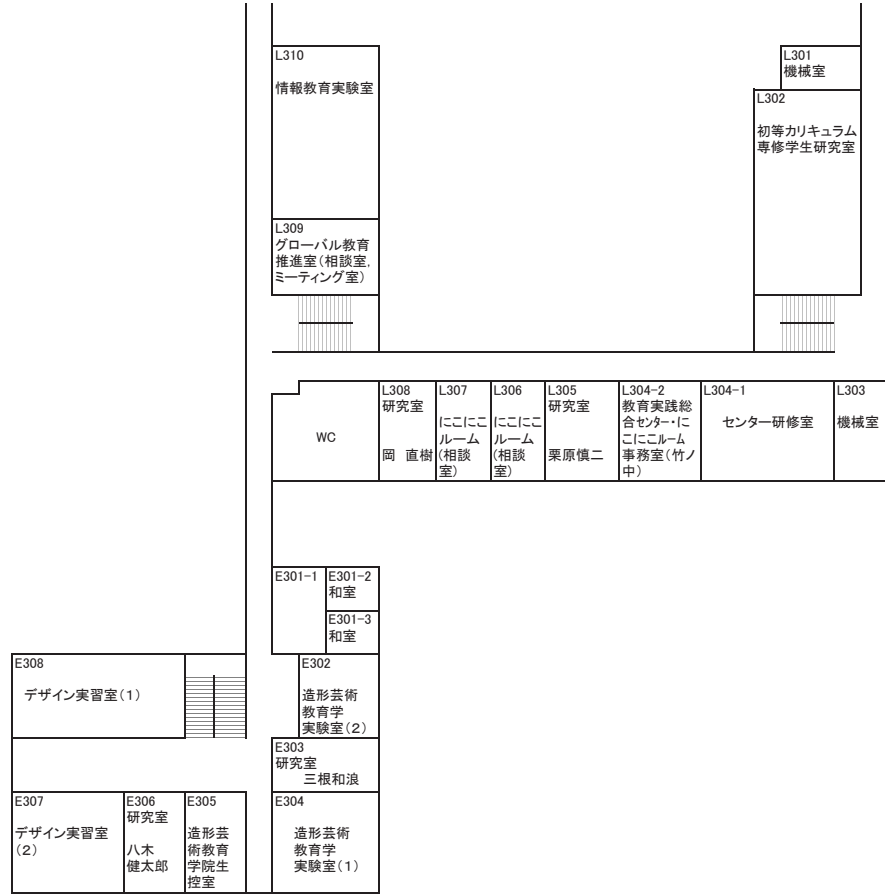 L310
情報教育実験室
L301
機械室
L302
初等カリキュラム
専修学生研究室
L309
グローバル教育
推進室(相談室,
ミーティング室)
WC
L308
研究室
岡 直樹
L307
にこにこ
ルーム
(相談
室)
L306
にこにこ
ルーム
(相談
室)
L305
研究室
栗原慎二
L304-2
教育実践総
合センター・に
こにこルーム
事務室(竹ノ
中)
L304-1
センター研修室
L303
機械室
E301-1
E301-2
和室
E301-3
和室
E308
デザイン実習室(1)
E302
造形芸術
教育学
実験室(2)
E303
研究室
三根和浪
E307
デザイン実習室
(2)
E306
研究室
八木
健太郎
E305
造形芸
術教育
学院生
控室
E304
造形芸術
教育学
実験室(1)